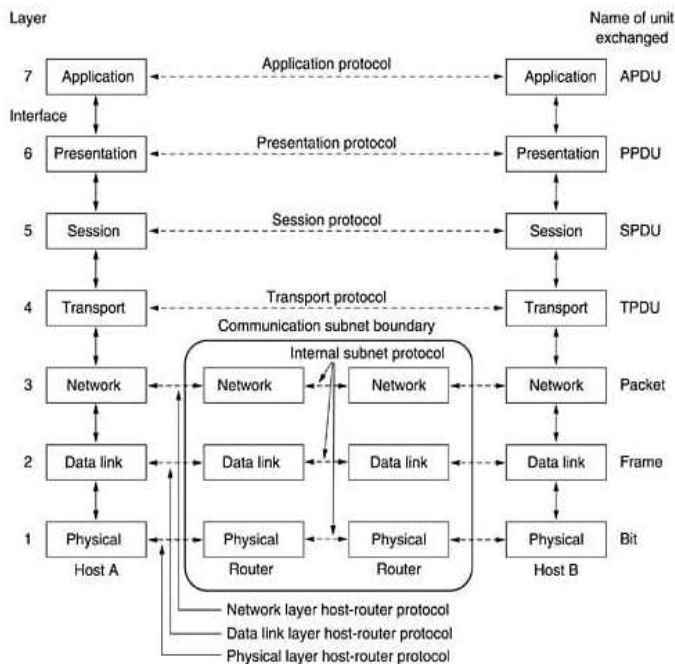 Layer
Name of unit
exchanged
Application protocol
7 Application Application APDU
Interface
Presentation protocol
6 Presentation Presentation PPDU
Session protocol
5 Session Session SPDU
Transport protocol
4 Transport Transport TPDU
Communication subnet boundary
Internal subnet protocol
3 Network Network Network Network Packet
2 Data link Data link Data link Data link Frame
1 Physical Physical Physical Physical Bit
Host A Router Router Host B
Network layer host-router protocol
Data link layer host-router protocol
Physical layer host-router protocol